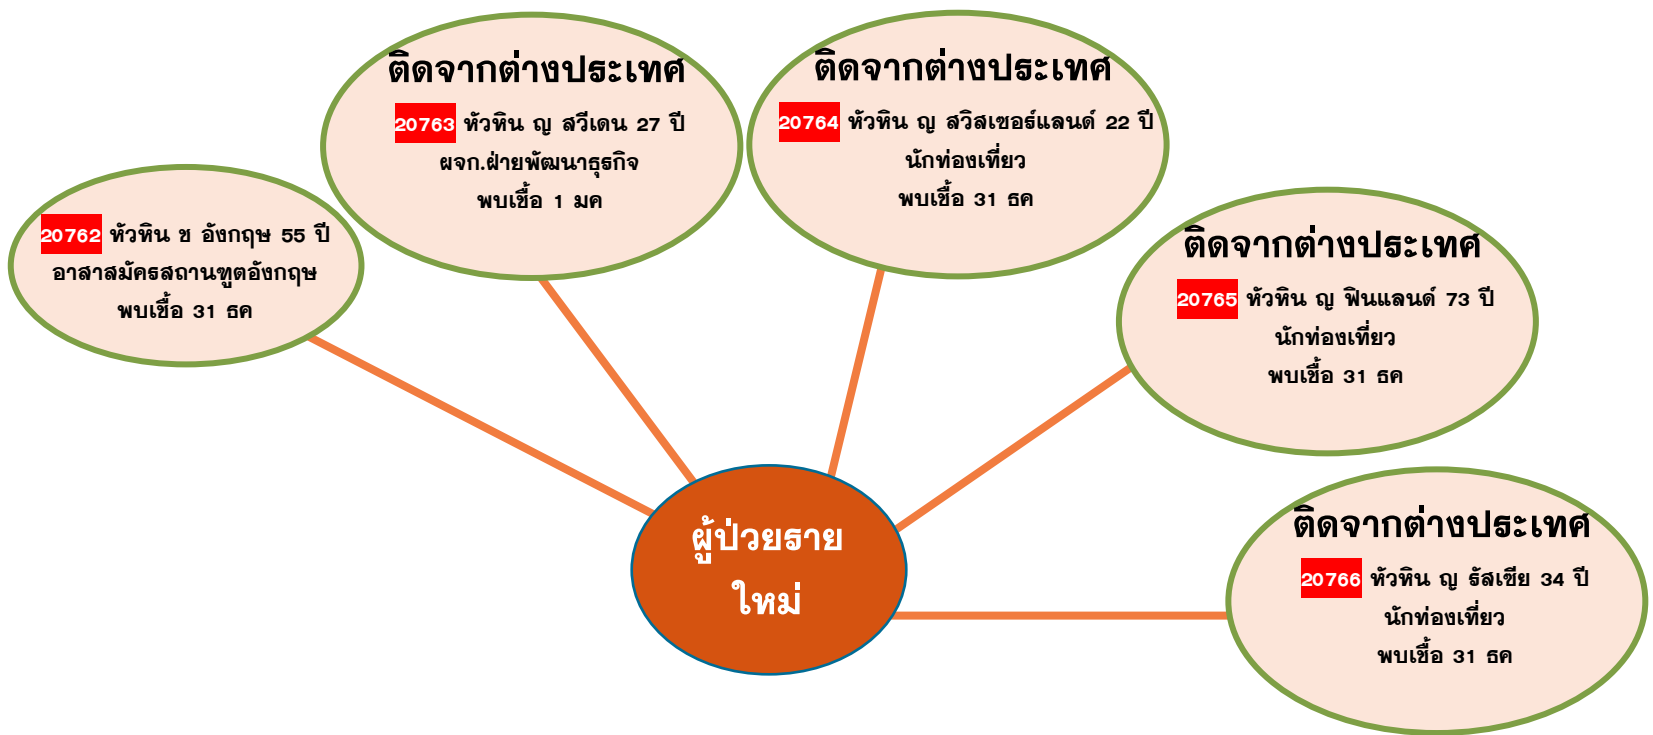 20762 หัวหิน ช อังกฤษ 55 ปี
อาสาสมัครสถานฑูตอังกฤษ
พบเชื้อ 31 ธค
ติดจากต่างประเทศ
20763 หัวหิน ญ สวีเดน 27 ปี
ผจก.ฝ่ายพัฒนาธุรกิจ
พบเชื้อ 1 มค
ติดจากต่างประเทศ
20764 หัวหิน ญ สวิสเซอร์แลนด์ 22 ปี
นักท่องเที่ยว
พบเชื้อ 31 ธค
ติดจากต่างประเทศ
20765 หัวหิน ญ ฟินแลนด์ 73 ปี
นักท่องเที่ยว
พบเชื้อ 31 ธค
ติดจากต่างประเทศ
20766 หัวหิน ญ รัสเซีย 34 ปี
นักท่องเที่ยว
พบเชื้อ 31 ธค
ผู้ป่วยราย
ใหม่